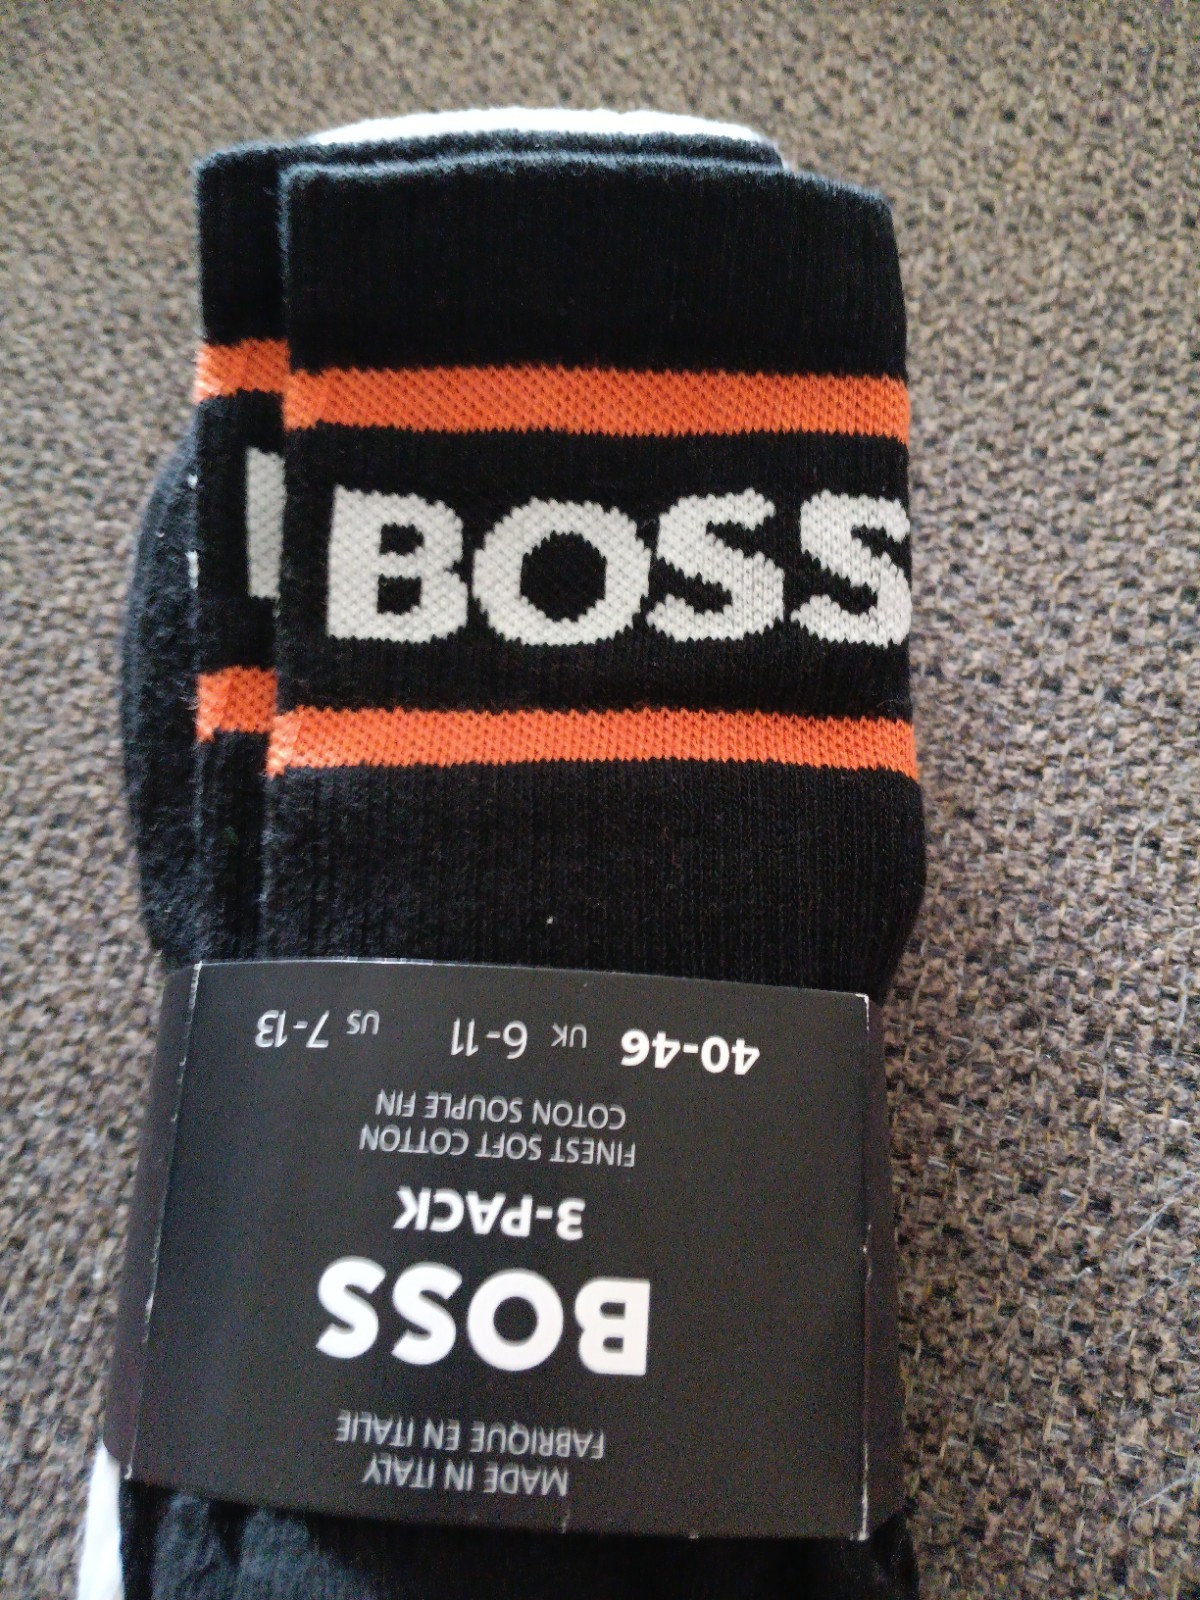 BOSS
MADE IN ITALY
FABRIQUÉ EN ITALIE
BOSS
3-PACK
FINEST SOFT COTTON
COTON SOUPLE FIN
40-46 UK 6-11 US 7-13